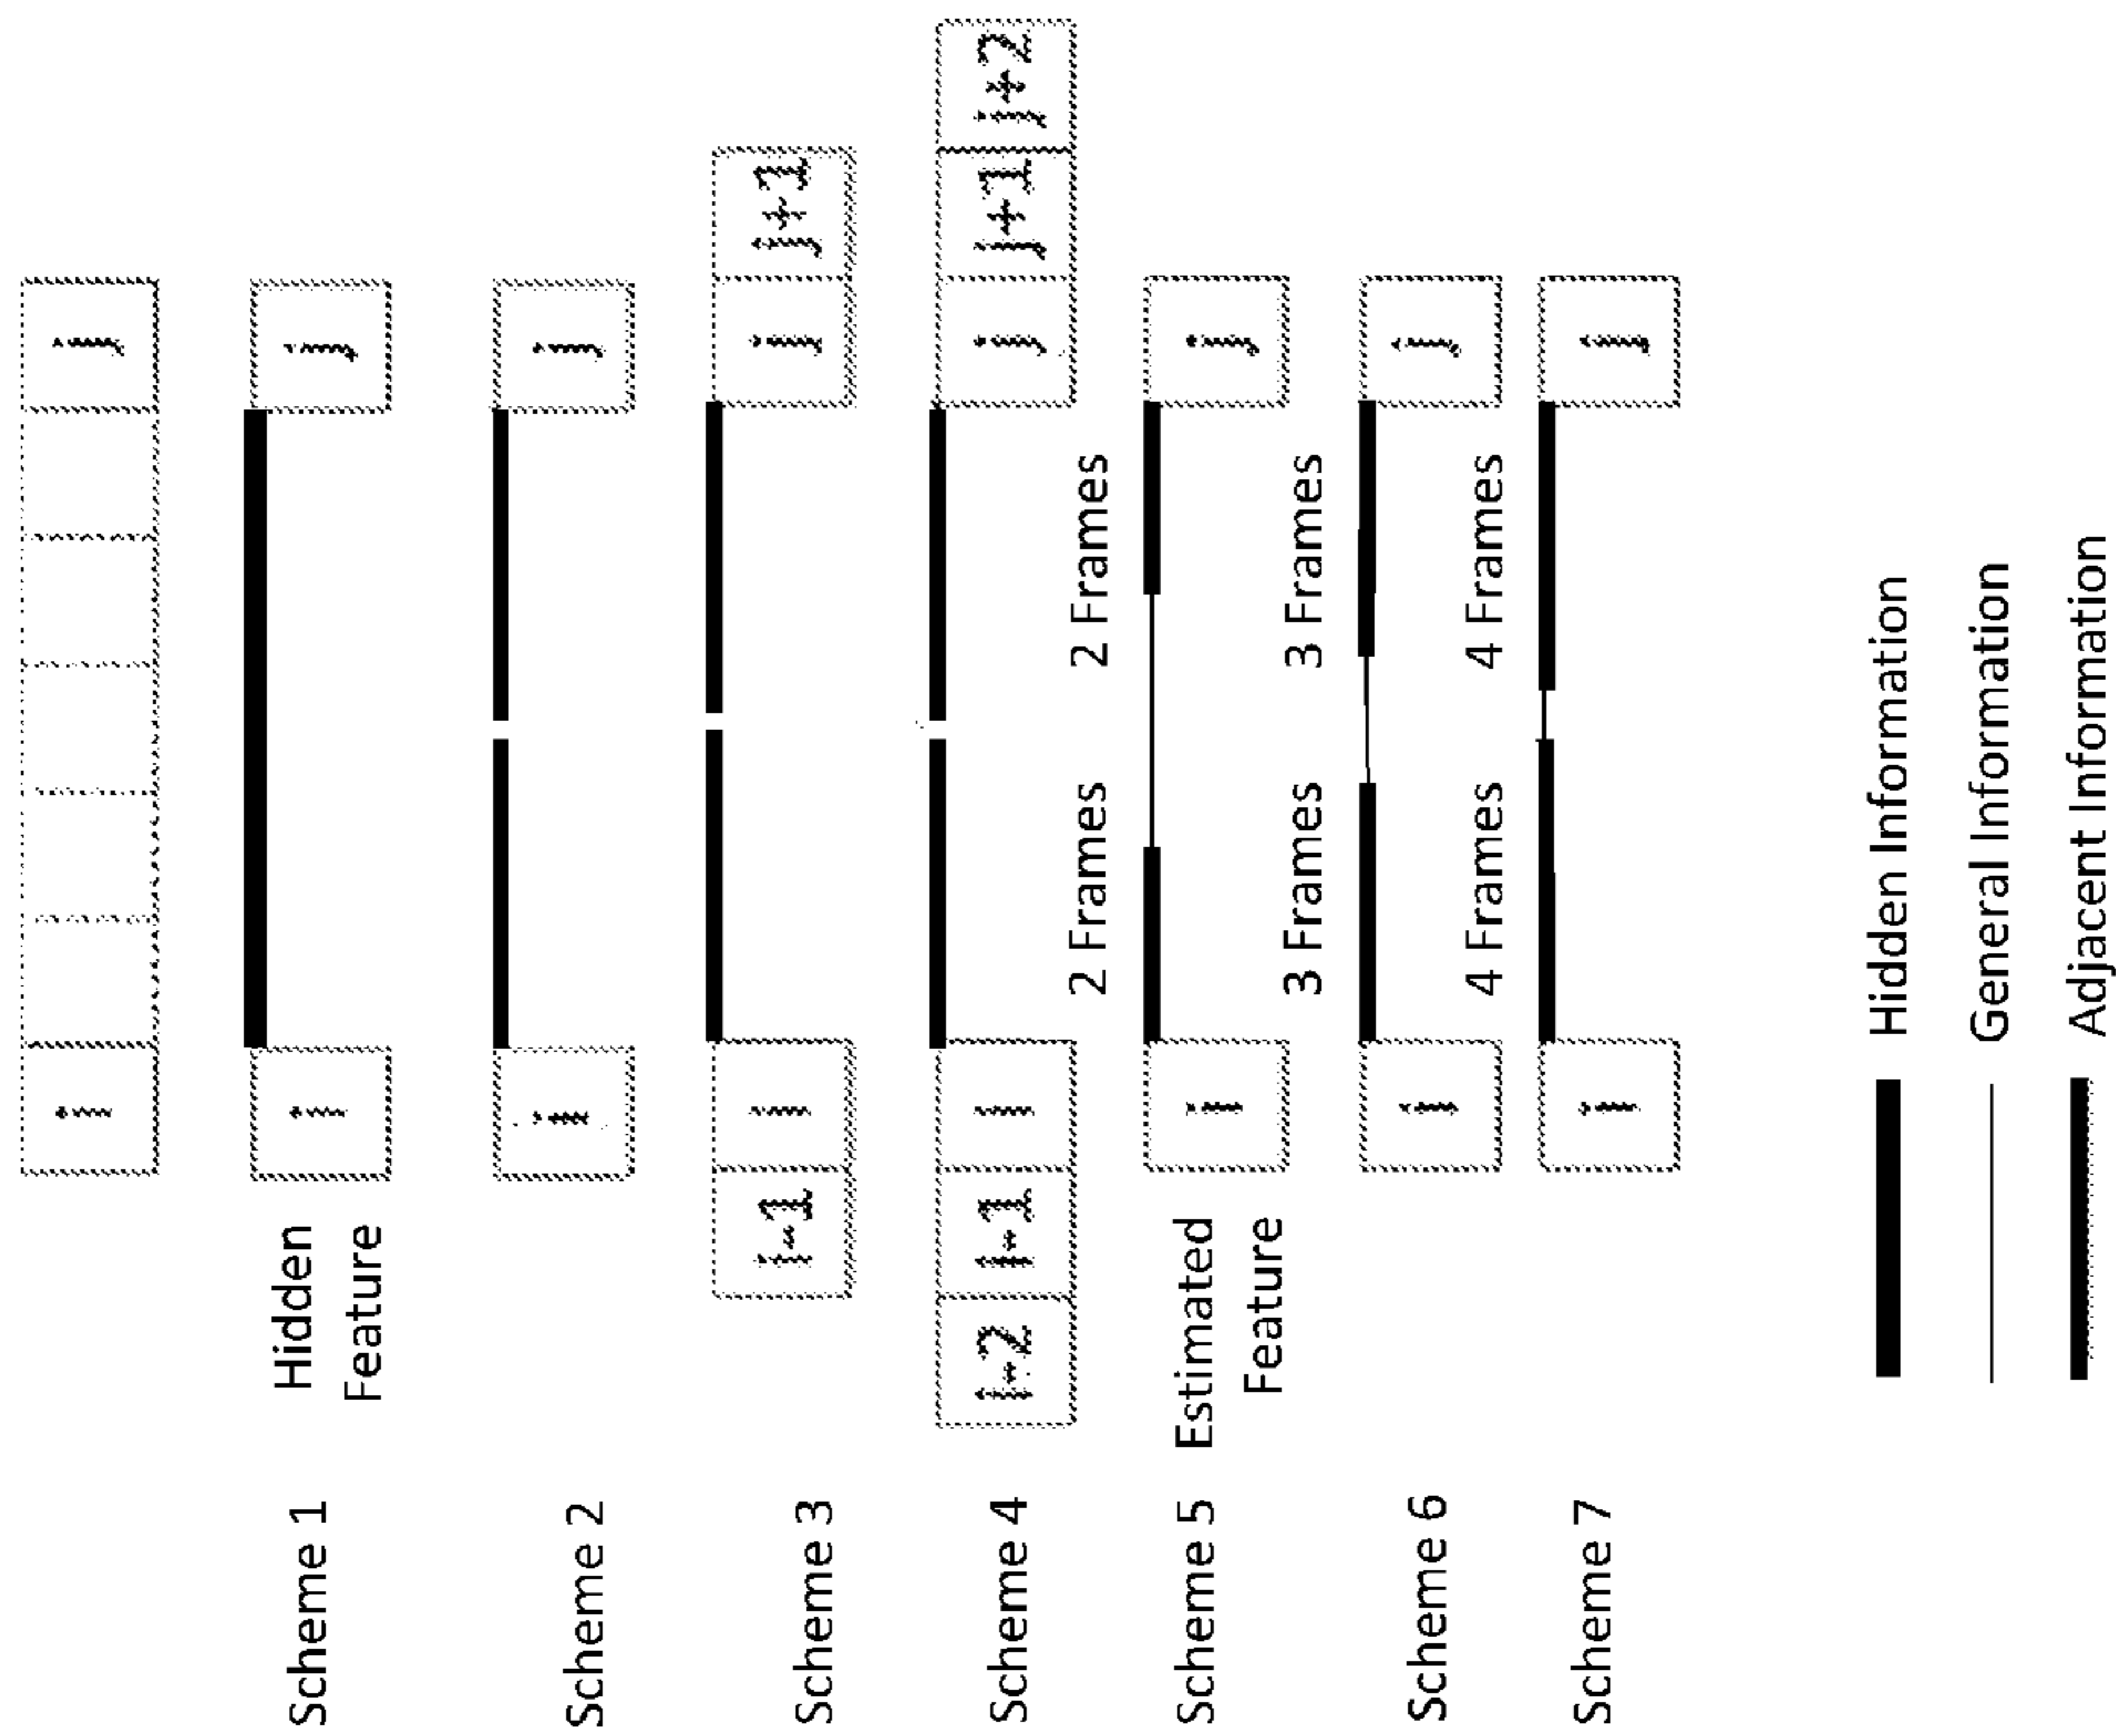 i j
Scheme 1 Hidden Feature i j
Scheme 2 i j
Scheme 3 i-1 i j j+1
Scheme 4 i-2 i-1 i j j+1 j+2
2 Frames 2 Frames
Scheme 5 Estimated Feature i j
3 Frames 3 Frames
Scheme 6 i j
4 Frames 4 Frames
Scheme 7 i j
Hidden Information
General Information
Adjacent Information